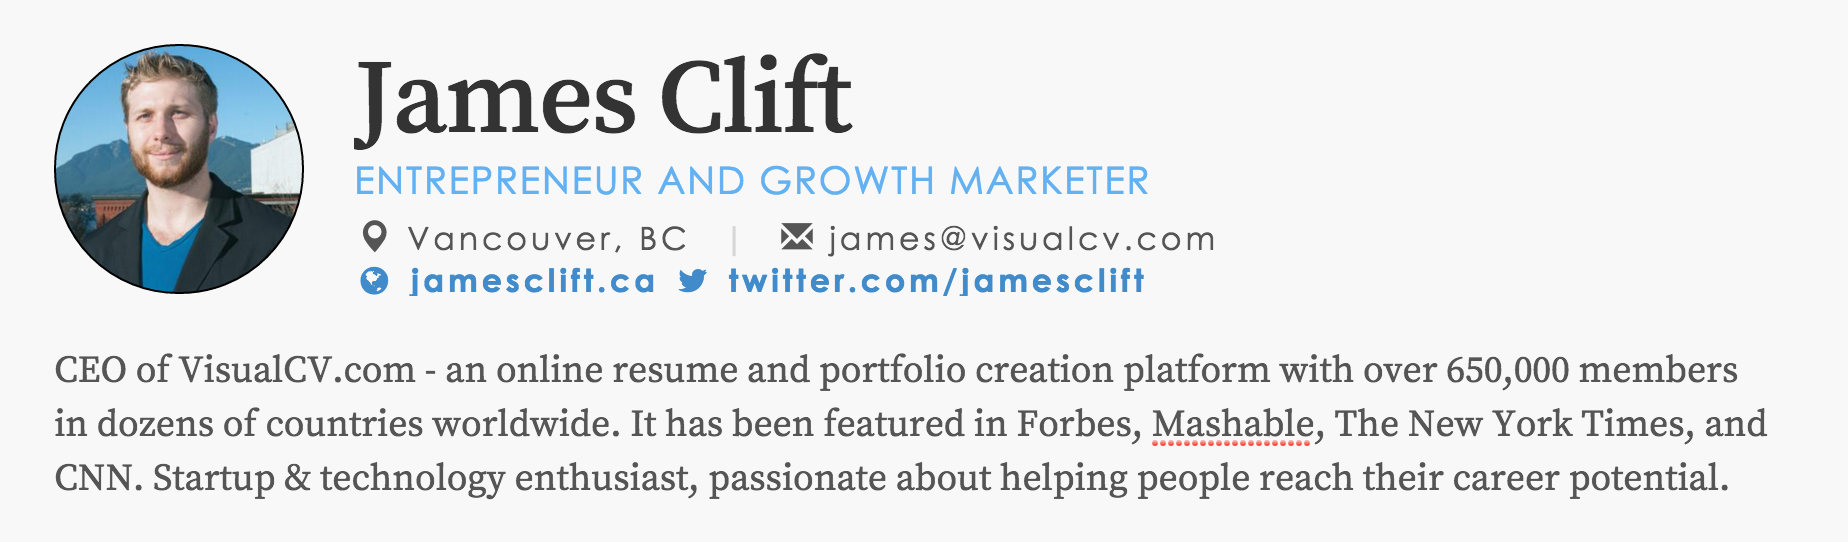 James Clift
ENTREPRENEUR AND GROWTH MARKETER
Vancouver, BC | james@visualcv.com
jamesclift.ca twitter.com/jamesclift
CEO of VisualCV.com - an online resume and portfolio creation platform with over 650,000 members
in dozens of countries worldwide. It has been featured in Forbes, Mashable, The New York Times, and
CNN. Startup & technology enthusiast, passionate about helping people reach their career potential.